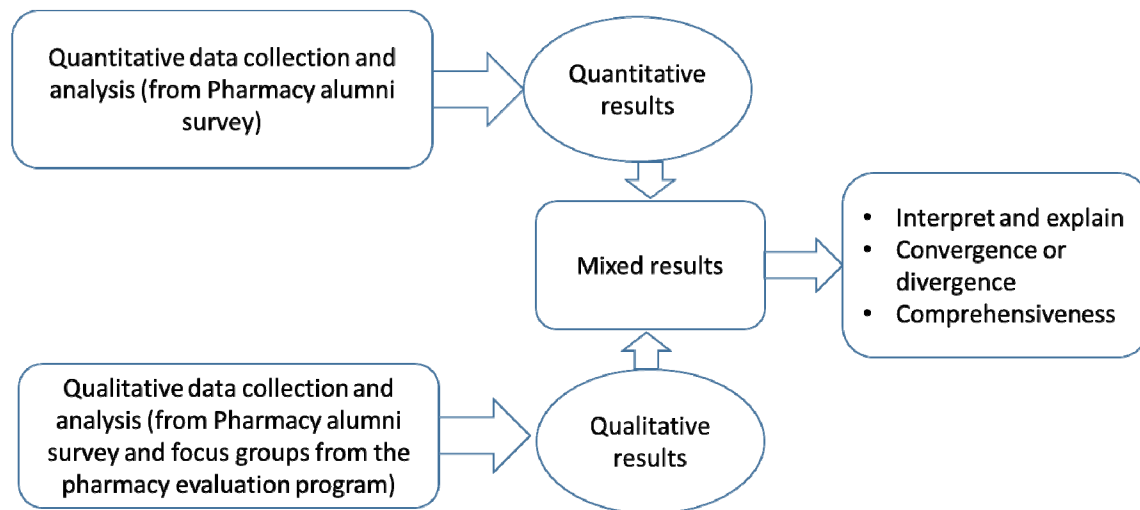 Quantitative data collection and
analysis (from Pharmacy alumni
survey)
Quantitative
results
Mixed results
• Interpret and explain
• Convergence or
divergence
• Comprehensiveness
Qualitative data collection and
analysis (from Pharmacy alumni
survey and focus groups from the
pharmacy evaluation program)
Qualitative
results